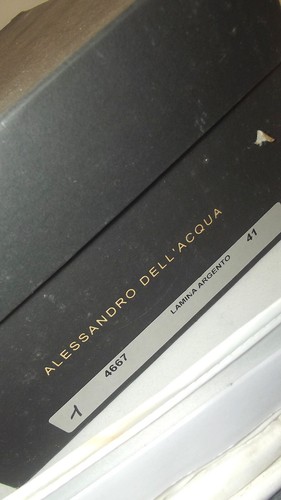 ALESSANDRO DELL'ACQUA
1 4667 LAMINA ARGENTO 41